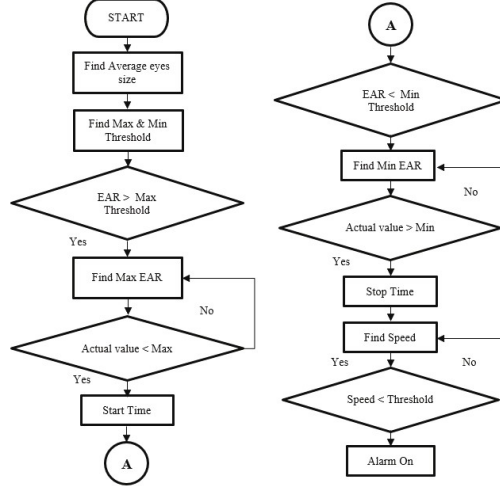 START
Find Average eyes
size
Find Max & Min
Threshold
EAR > Max
Threshold
Yes
Find Max EAR
No
Actual value < Max
Yes
Start Time
A
A
EAR < Min
Threshold
Find Min EAR
No
Actual value > Min
Yes
Stop Time
Find Speed
Yes
No
Speed < Threshold
Alarm On